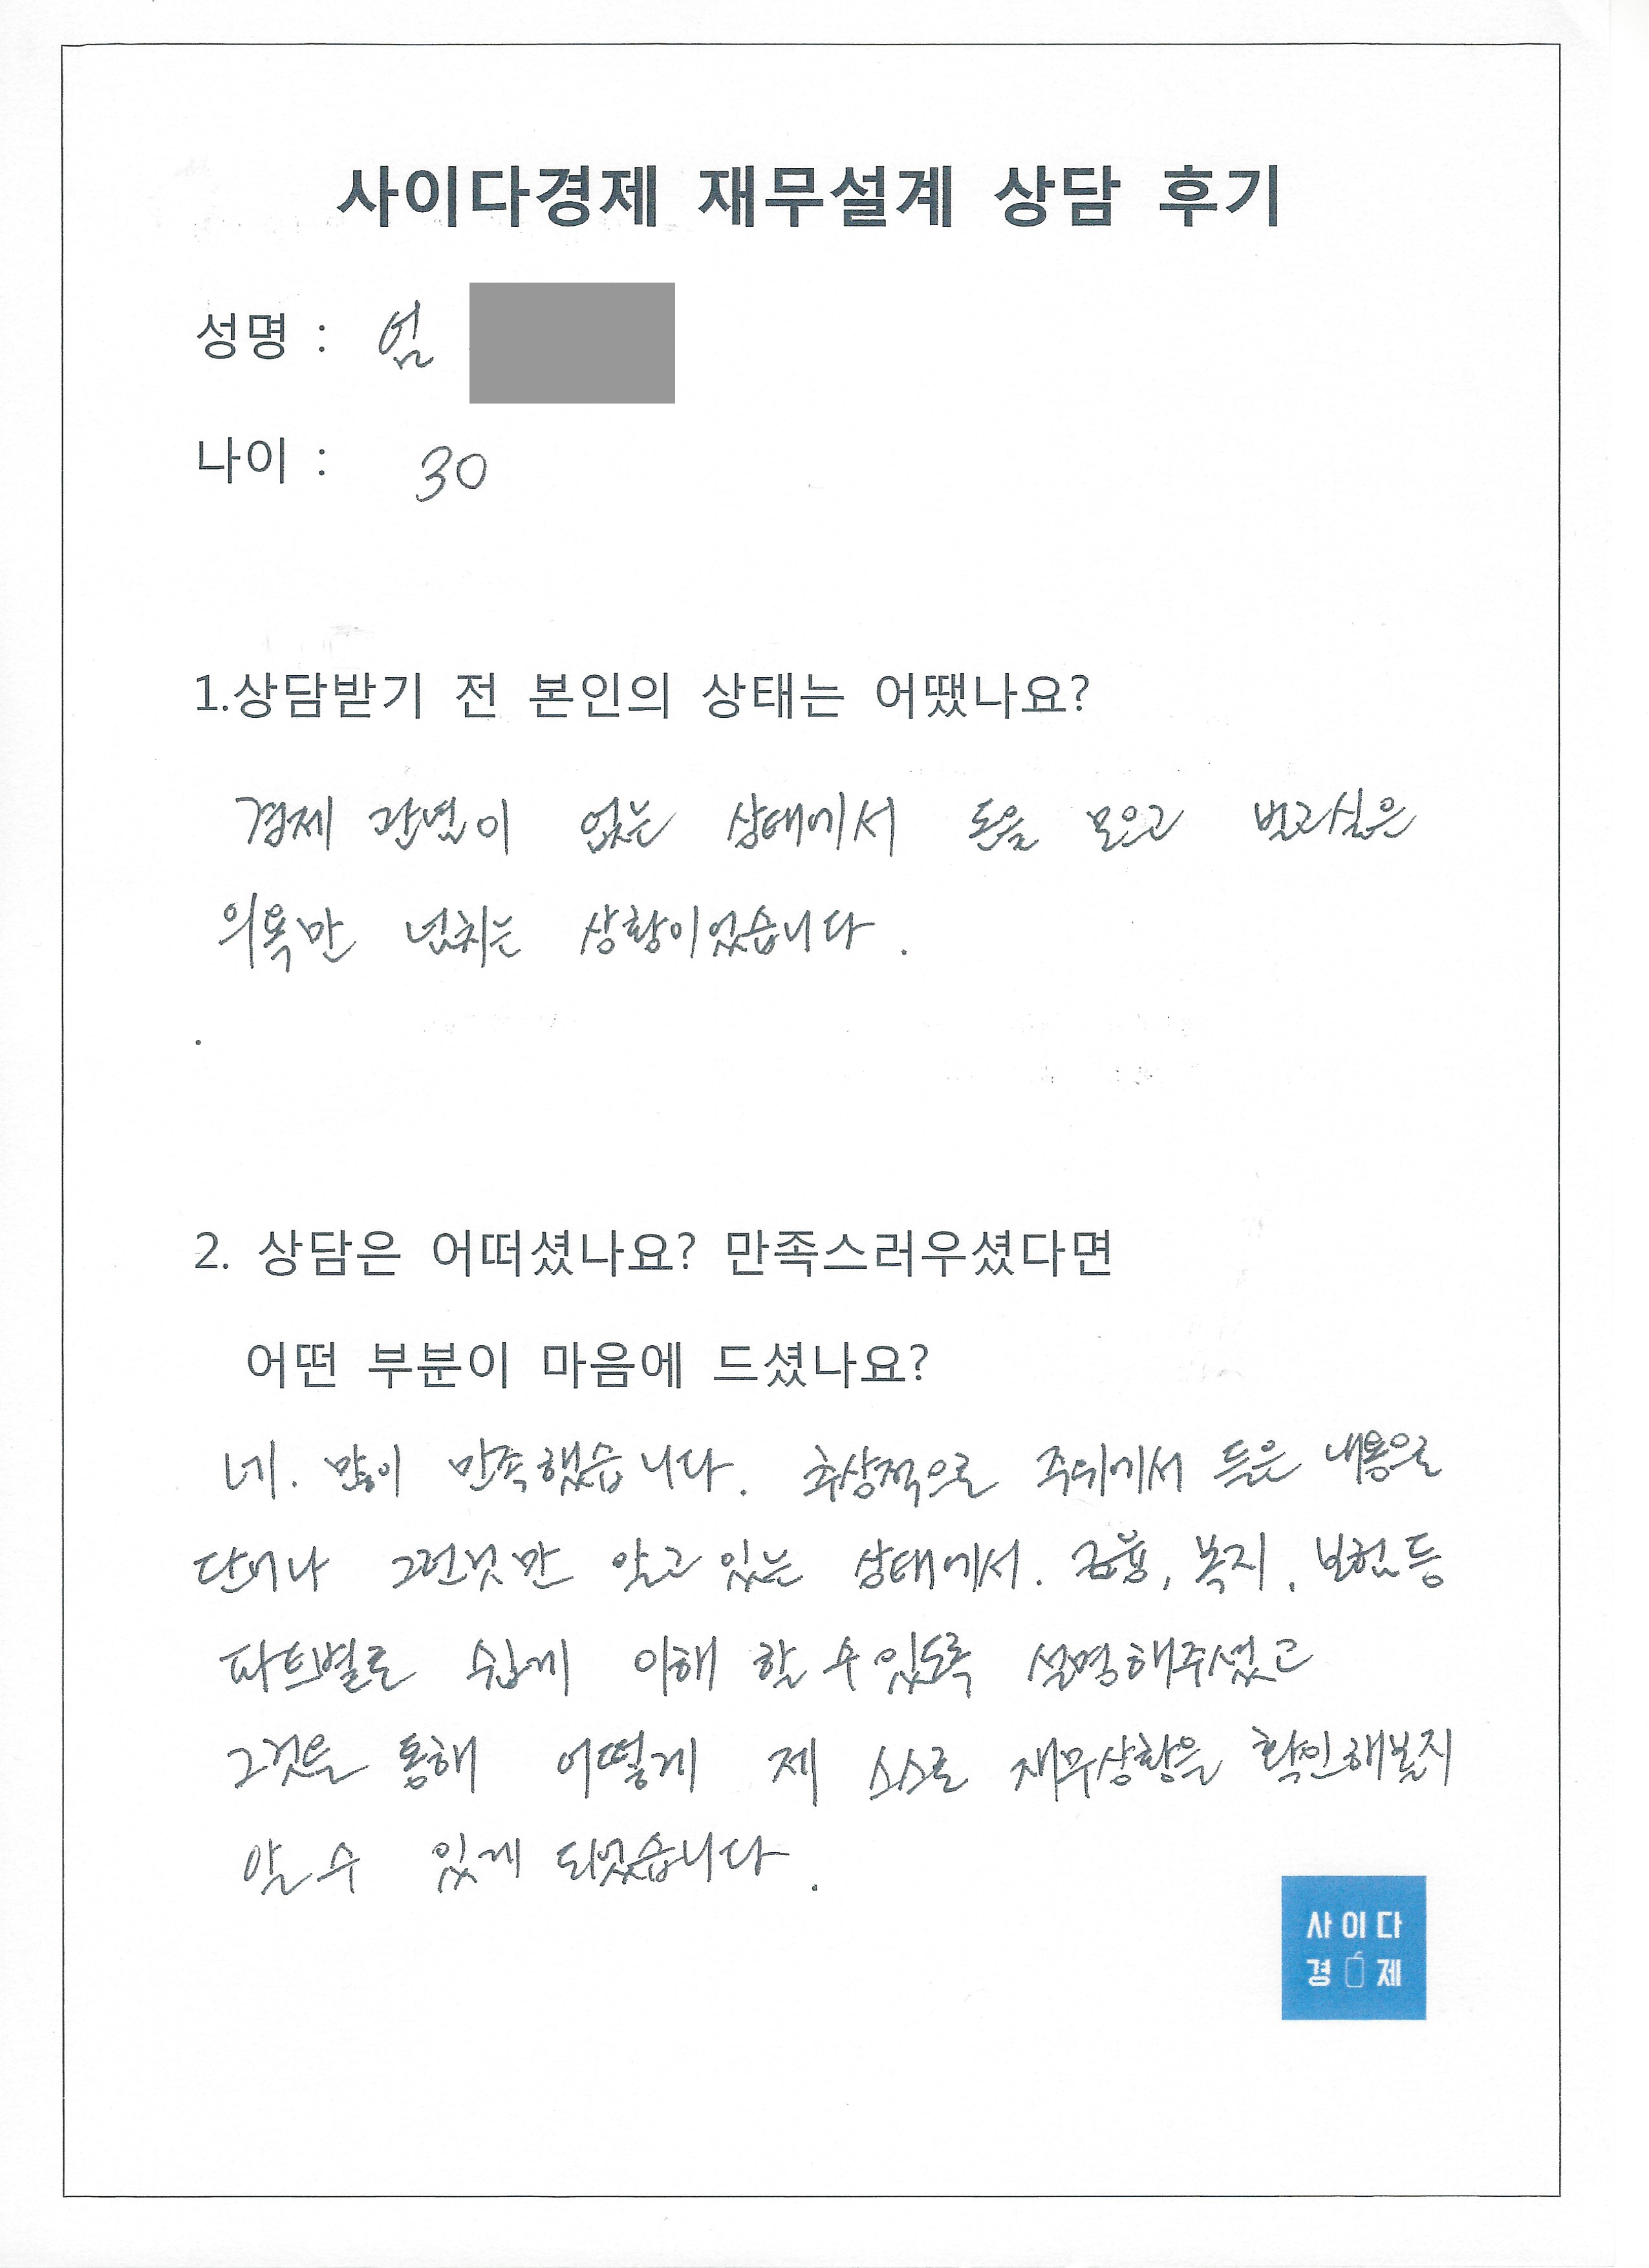 사이다경제 재무설계 상담 후기
성명 : 엄
나이 : 30
1.상담받기 전 본인의 상태는 어땠나요?
경제 관념이 없는 상태에서 돈을 모으고 벌고싶은
의욕만 넘치는 상황이었습니다.
.
2. 상담은 어떠셨나요? 만족스러우셨다면
어떤 부분이 마음에 드셨나요?
네. 많이 만족했습니다. 추상적으로 주위에서 듣은 내용으로
단어나 그런것만 알고 있는 상태에서. 금융, 복지, 보험등
파트별로 쉽게 이해 할 수 있도록 설명해주셨고
그것을 통해 어떻게 제 스스로 재무상황을 확인해볼지
알 수 있게 되었습니다.
사이다
경제